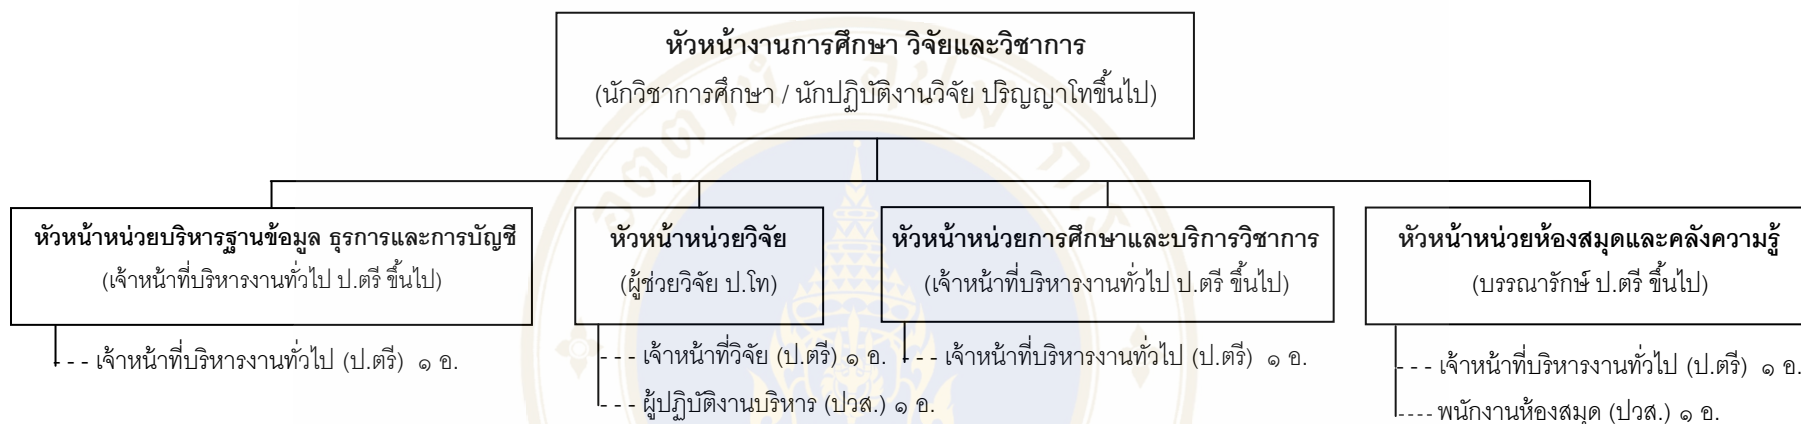 หัวหน้างานการศึกษา วิจัยและวิชาการ
(นักวิชาการศึกษา / นักปฏิบัติงานวิจัย ปริญญาโทขึ้นไป)
หัวหน้าหน่วยบริหารฐานข้อมูล ธุรการและการบัญชี
(เจ้าหน้าที่บริหารงานทั่วไป ป.ตรี ขึ้นไป)
- - - เจ้าหน้าที่บริหารงานทั่วไป (ป.ตรี) ๑ อ.
หัวหน้าหน่วยวิจัย
(ผู้ช่วยวิจัย ป.โท)
- - - เจ้าหน้าที่วิจัย (ป.ตรี) ๑ อ.
- - - ผู้ปฏิบัติงานบริหาร (ปวส.) ๑ อ.
หัวหน้าหน่วยการศึกษาและบริการวิชาการ
(เจ้าหน้าที่บริหารงานทั่วไป ป.ตรี ขึ้นไป)
- - - เจ้าหน้าที่บริหารงานทั่วไป (ป.ตรี) ๑ อ.
หัวหน้าหน่วยห้องสมุดและคลังความรู้
(บรรณารักษ์ ป.ตรี ขึ้นไป)
- - - เจ้าหน้าที่บริหารงานทั่วไป (ป.ตรี) ๑ อ.
---- พนักงานห้องสมุด (ปวส.) ๑ อ.